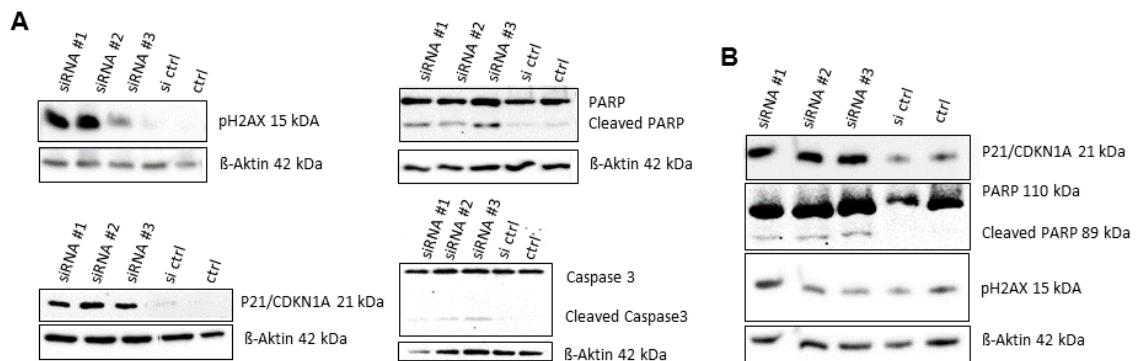 A
siRNA #1 siRNA #2 siRNA #3 si ctrl ctrl
pH2AX 15 kDA
ß-Aktin 42 kDa
siRNA #1 siRNA #2 siRNA #3 si ctrl ctrl
PARP
Cleaved PARP
ß-Aktin 42 kDa
siRNA #1 siRNA #2 siRNA #3 si ctrl ctrl
P21/CDKN1A 21 kDa
ß-Aktin 42 kDa
siRNA #1 siRNA #2 siRNA #3 si ctrl ctrl
Caspase 3
Cleaved Caspase3
ß-Aktin 42 kDa
B
siRNA #1 siRNA #2 siRNA #3 si ctrl ctrl
P21/CDKN1A 21 kDa
PARP 110 kDa
Cleaved PARP 89 kDa
pH2AX 15 kDA
ß-Aktin 42 kDa